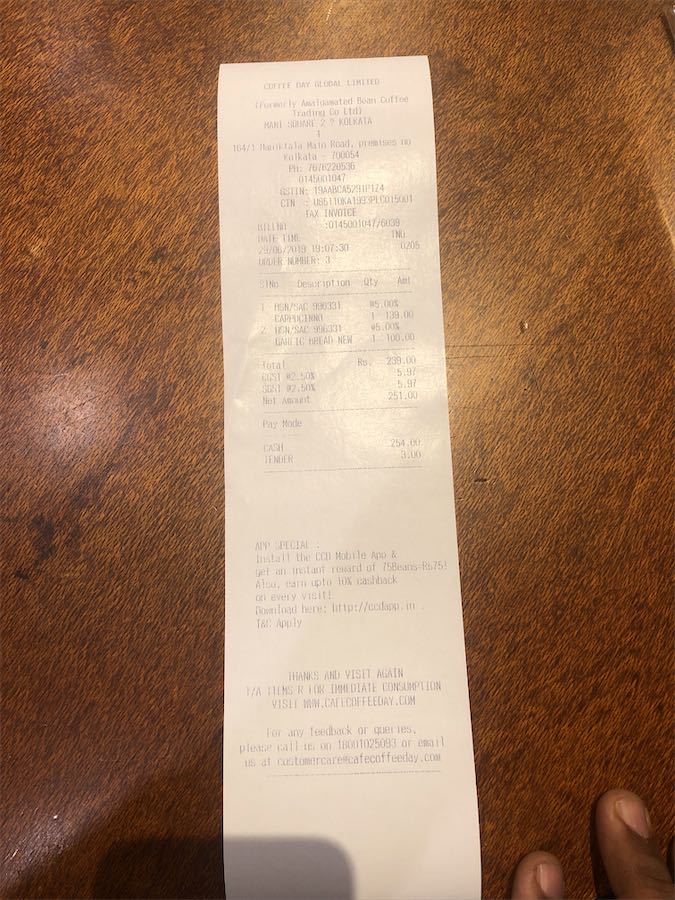 COFFEE DAY GLOBAL LIMITED
(Formerly Amalgamated Bean Coffee
Trading Co Ltd)
MANI SQUARE 2 ? KOLKATA
1
164/1 Maniktala Main Road, premises no
Kolkata - 700054
Ph: 7676220536
0145001047
GSTIN: 19AABCA5291P1Z4
CIN : U85110KA1993PLC015001
TAX INVOICE
BILLNO :0145001047/6039
DATE TIME TNO
29/06/2019 19:07:30 0205
ORDER NUMBER: 3
SlNo Description Qty Amt
1 HSN/SAC 996331 @5.00%
CAPPUCINNO 1 139.00
2 HSN/SAC 996331 @5.00%
GARLIC BREAD NEW 1 100.00
Total Rs. 239.00
CGST @2.50% 5.97
SGST @2.50% 5.97
Net Amount 251.00
Pay Mode
CASH 254.00
TENDER 3.00
APP SPECIAL :
Install the CCD Mobile App &
get an instant reward of 75Beans=Rs75!
Also, earn upto 10% cashback
on every visit!
Download here: http://ccdapp.in .
T&C Apply
THANKS AND VISIT AGAIN
T/A ITEMS R FOR IMMEDIATE CONSUMPTION
VISIT WWW.CAFECOFFEEDAY.COM
For any feedback or queries,
please call us on 18001025093 or email
us at customercare@cafecoffeeday.com